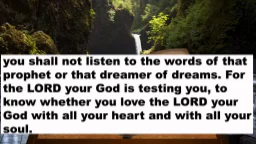 you shall not listen to the words of that
prophet or that dreamer of dreams. For
the LORD your God is testing you, to
know whether you love the LORD your
God with all your heart and with all your
soul.